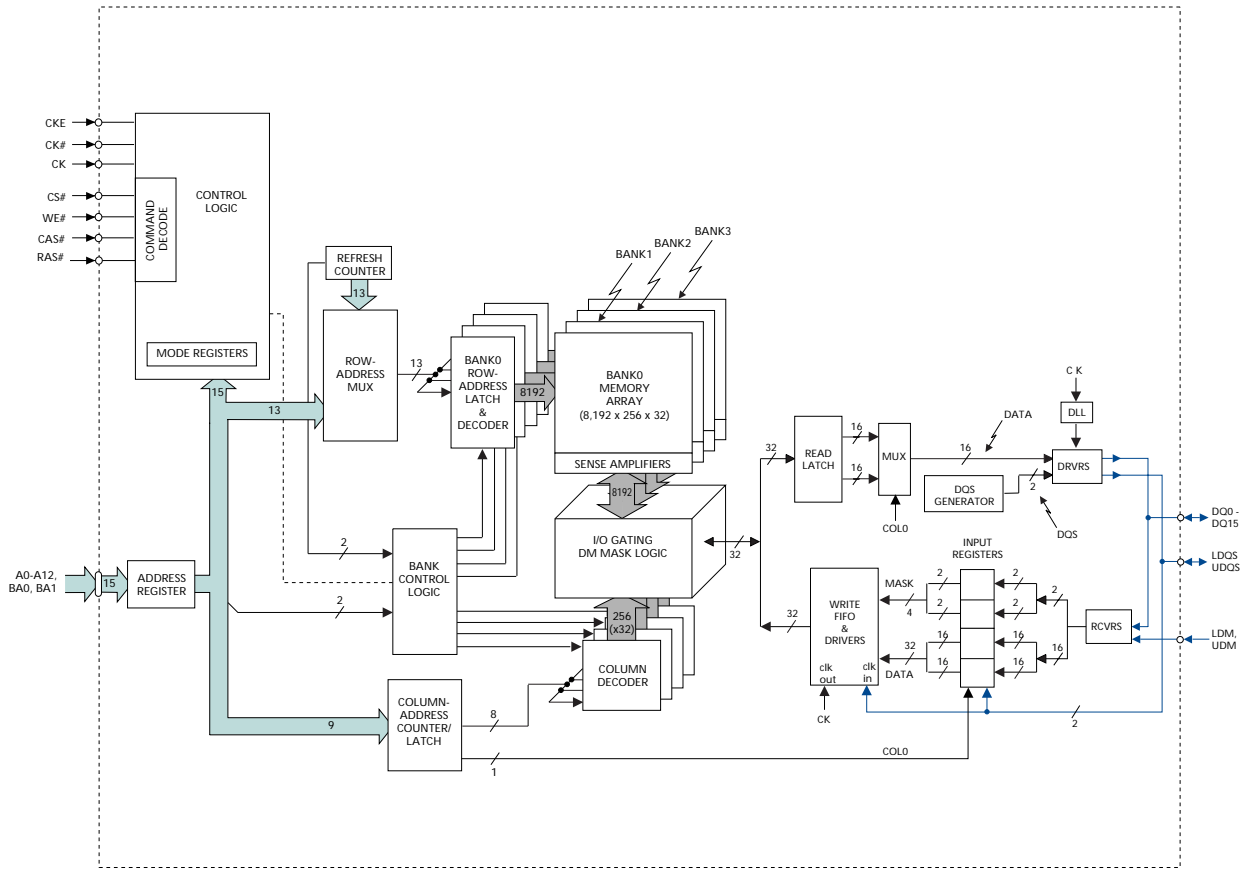 CKE
CK#
CK
CS#
WE#
CAS#
RAS#
COMMAND
DECODE
CONTROL
LOGIC
MODE REGISTERS
15
13
REFRESH
COUNTER
13
ROW-
ADDRESS
MUX
13
BANK0
ROW-
ADDRESS
LATCH
&
DECODER
8192
BANK1
BANK2
BANK3
BANK0
MEMORY
ARRAY
(8,192 x 256 x 32)
SENSE AMPLIFIERS
8192
I/O GATING
DM MASK LOGIC
32
256
(x32)
COLUMN
DECODER
A0-A12,
BA0, BA1
15
ADDRESS
REGISTER
2
2
BANK
CONTROL
LOGIC
9
COLUMN-
ADDRESS
COUNTER/
LATCH
8
1
COL0
32
READ
LATCH
16
16
MUX
COL0
16
DATA
C K
DLL
DRVRS
DQS
GENERATOR
2
DQS
DQ0 -
DQ15
LDQS
UDQS
LDM,
UDM
INPUT
REGISTERS
32
WRITE
FIFO
&
DRIVERS
clk
out
clk
in
CK
MASK
4
2
2
2
2
2
32
DATA
16
16
16
16
16
RCVRS
2